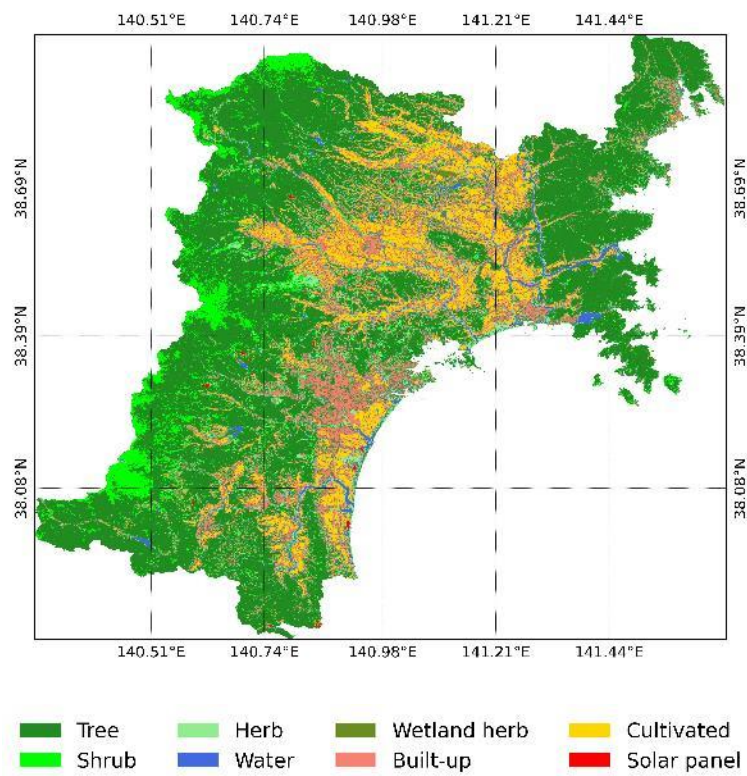 140.51°E 140.74°E 140.98°E 141.21°E 141.44°E
38.69°N 38.69°N
38.39°N 38.39°N
38.08°N 38.08°N
140.51°E 140.74°E 140.98°E 141.21°E 141.44°E
Tree Herb Wetland herb Cultivated
Shrub Water Built-up Solar panel